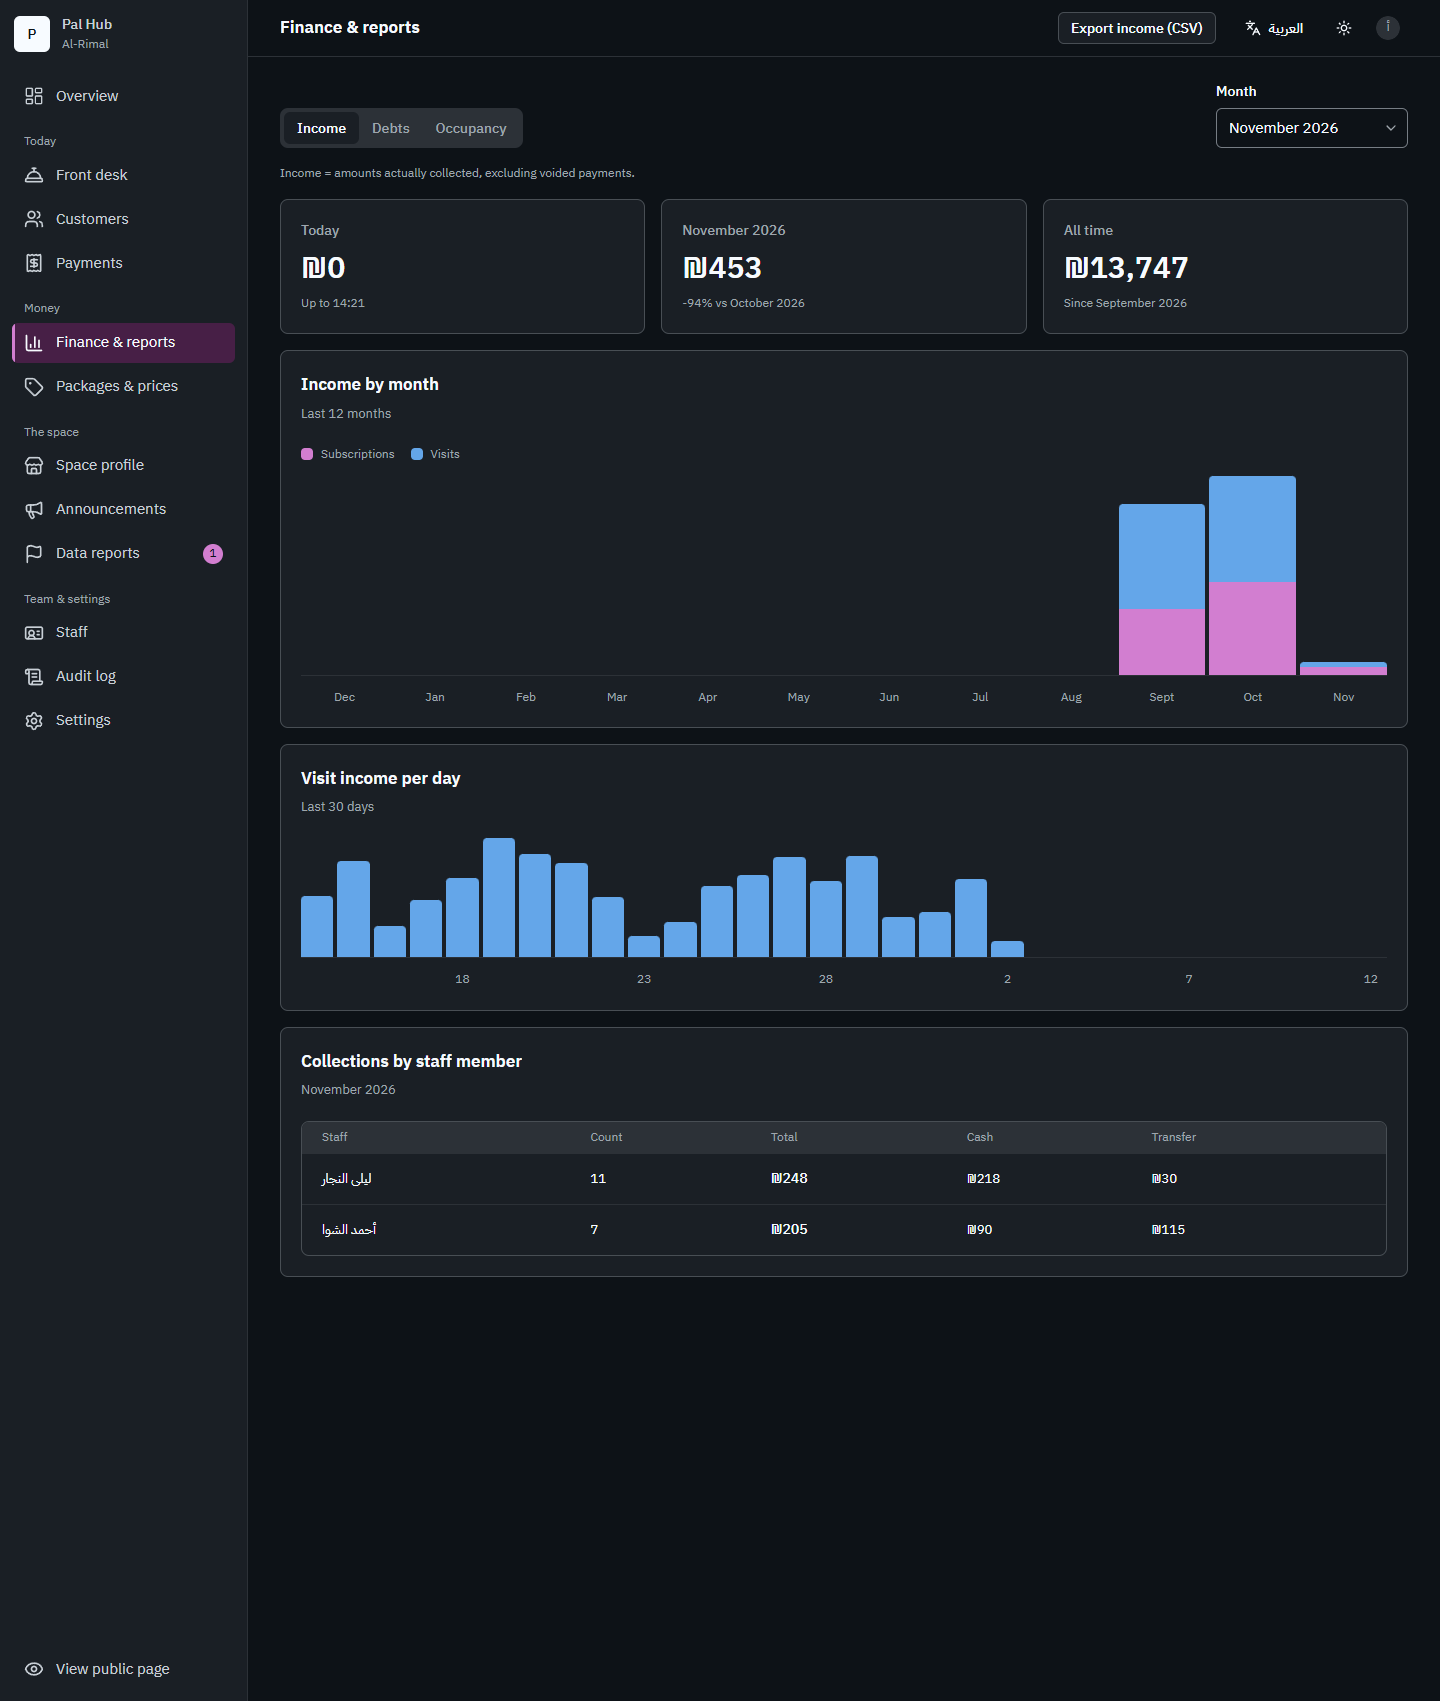 P
Pal Hub
Al-Rimal
Overview
Today
Front desk
Customers
Payments
Money
Finance & reports
Packages & prices
The space
Space profile
Announcements
Data reports
1
Team & settings
Staff
Audit log
Settings
View public page
Finance & reports
Export income (CSV)
العربية
أ
Income
Debts
Occupancy
Month
November 2026
Income = amounts actually collected, excluding voided payments.
Today
₪0
Up to 14:21
November 2026
₪453
-94% vs October 2026
All time
₪13,747
Since September 2026
Income by month
Last 12 months
Subscriptions
Visits
Dec Jan Feb Mar Apr May Jun Jul Aug Sept Oct Nov
Visit income per day
Last 30 days
18 23 28 2 7 12
Collections by staff member
November 2026
Staff Count Total Cash Transfer
ليلى النجار 11 ₪248 ₪218 ₪30
أحمد الشوا 7 ₪205 ₪90 ₪115